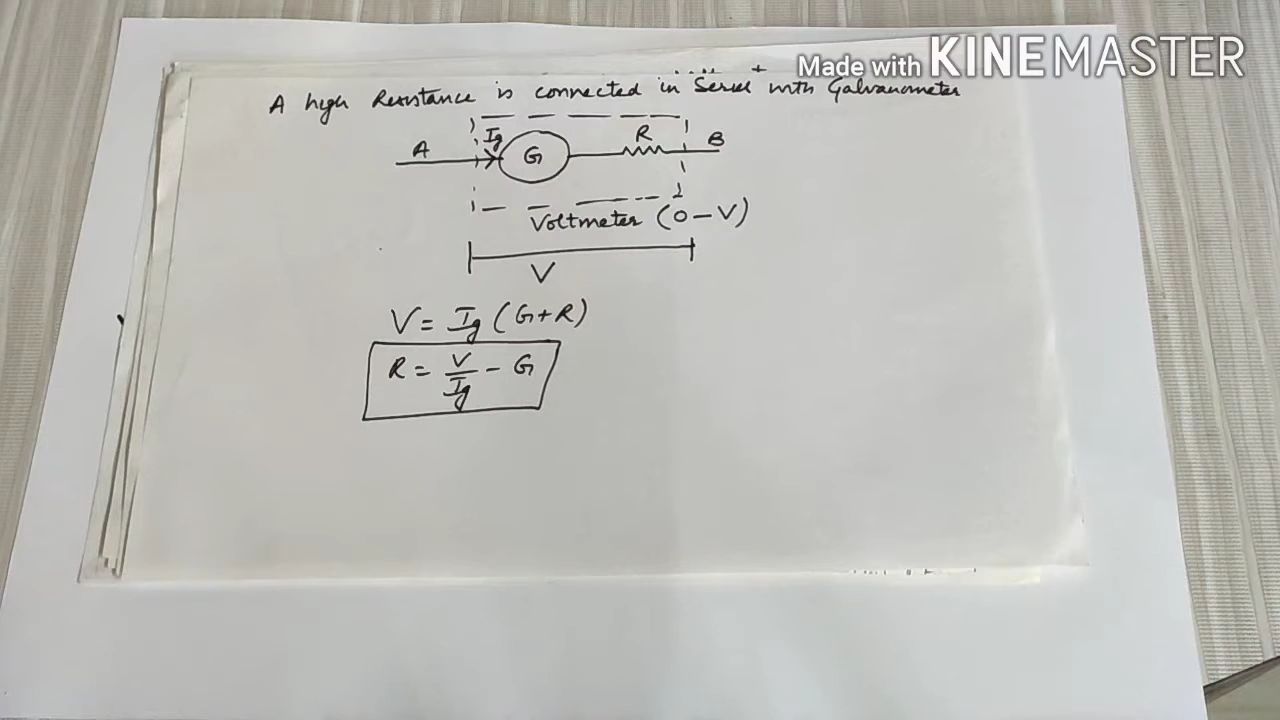 Made with KINEMASTER
A high Resistance is connected in Series with Galvanometer
A Ig G R B
Voltmeter (0-V)
V
V = Ig (G+R)
R = V/Ig - G